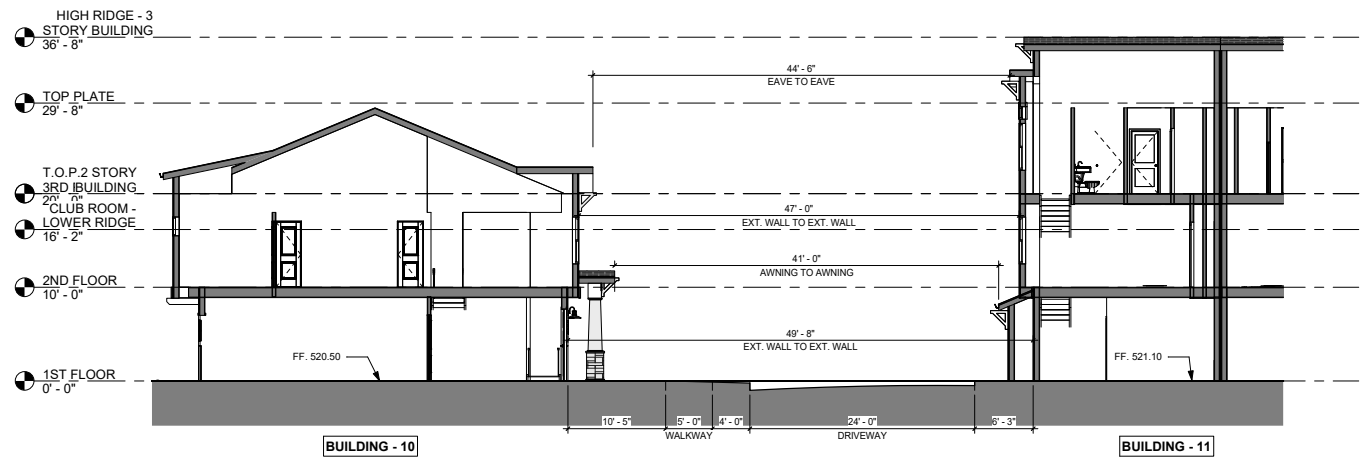 HIGH RIDGE - 3
STORY BUILDING
36' - 8"
TOP PLATE
29' - 8"
T.O.P.2 STORY
3RD BUILDING
20' - 0"
CLUB ROOM -
LOWER RIDGE
16' - 2"
2ND FLOOR
10' - 0"
1ST FLOOR
0' - 0"
44' - 6"
EAVE TO EAVE
47' - 0"
EXT. WALL TO EXT. WALL
41' - 0"
AWNING TO AWNING
49' - 8"
EXT. WALL TO EXT. WALL
FF. 520.50
FF. 521.10
10' - 5"
5' - 0"
4' - 0"
24' - 0"
6' - 3"
WALKWAY
DRIVEWAY
BUILDING - 10
BUILDING - 11